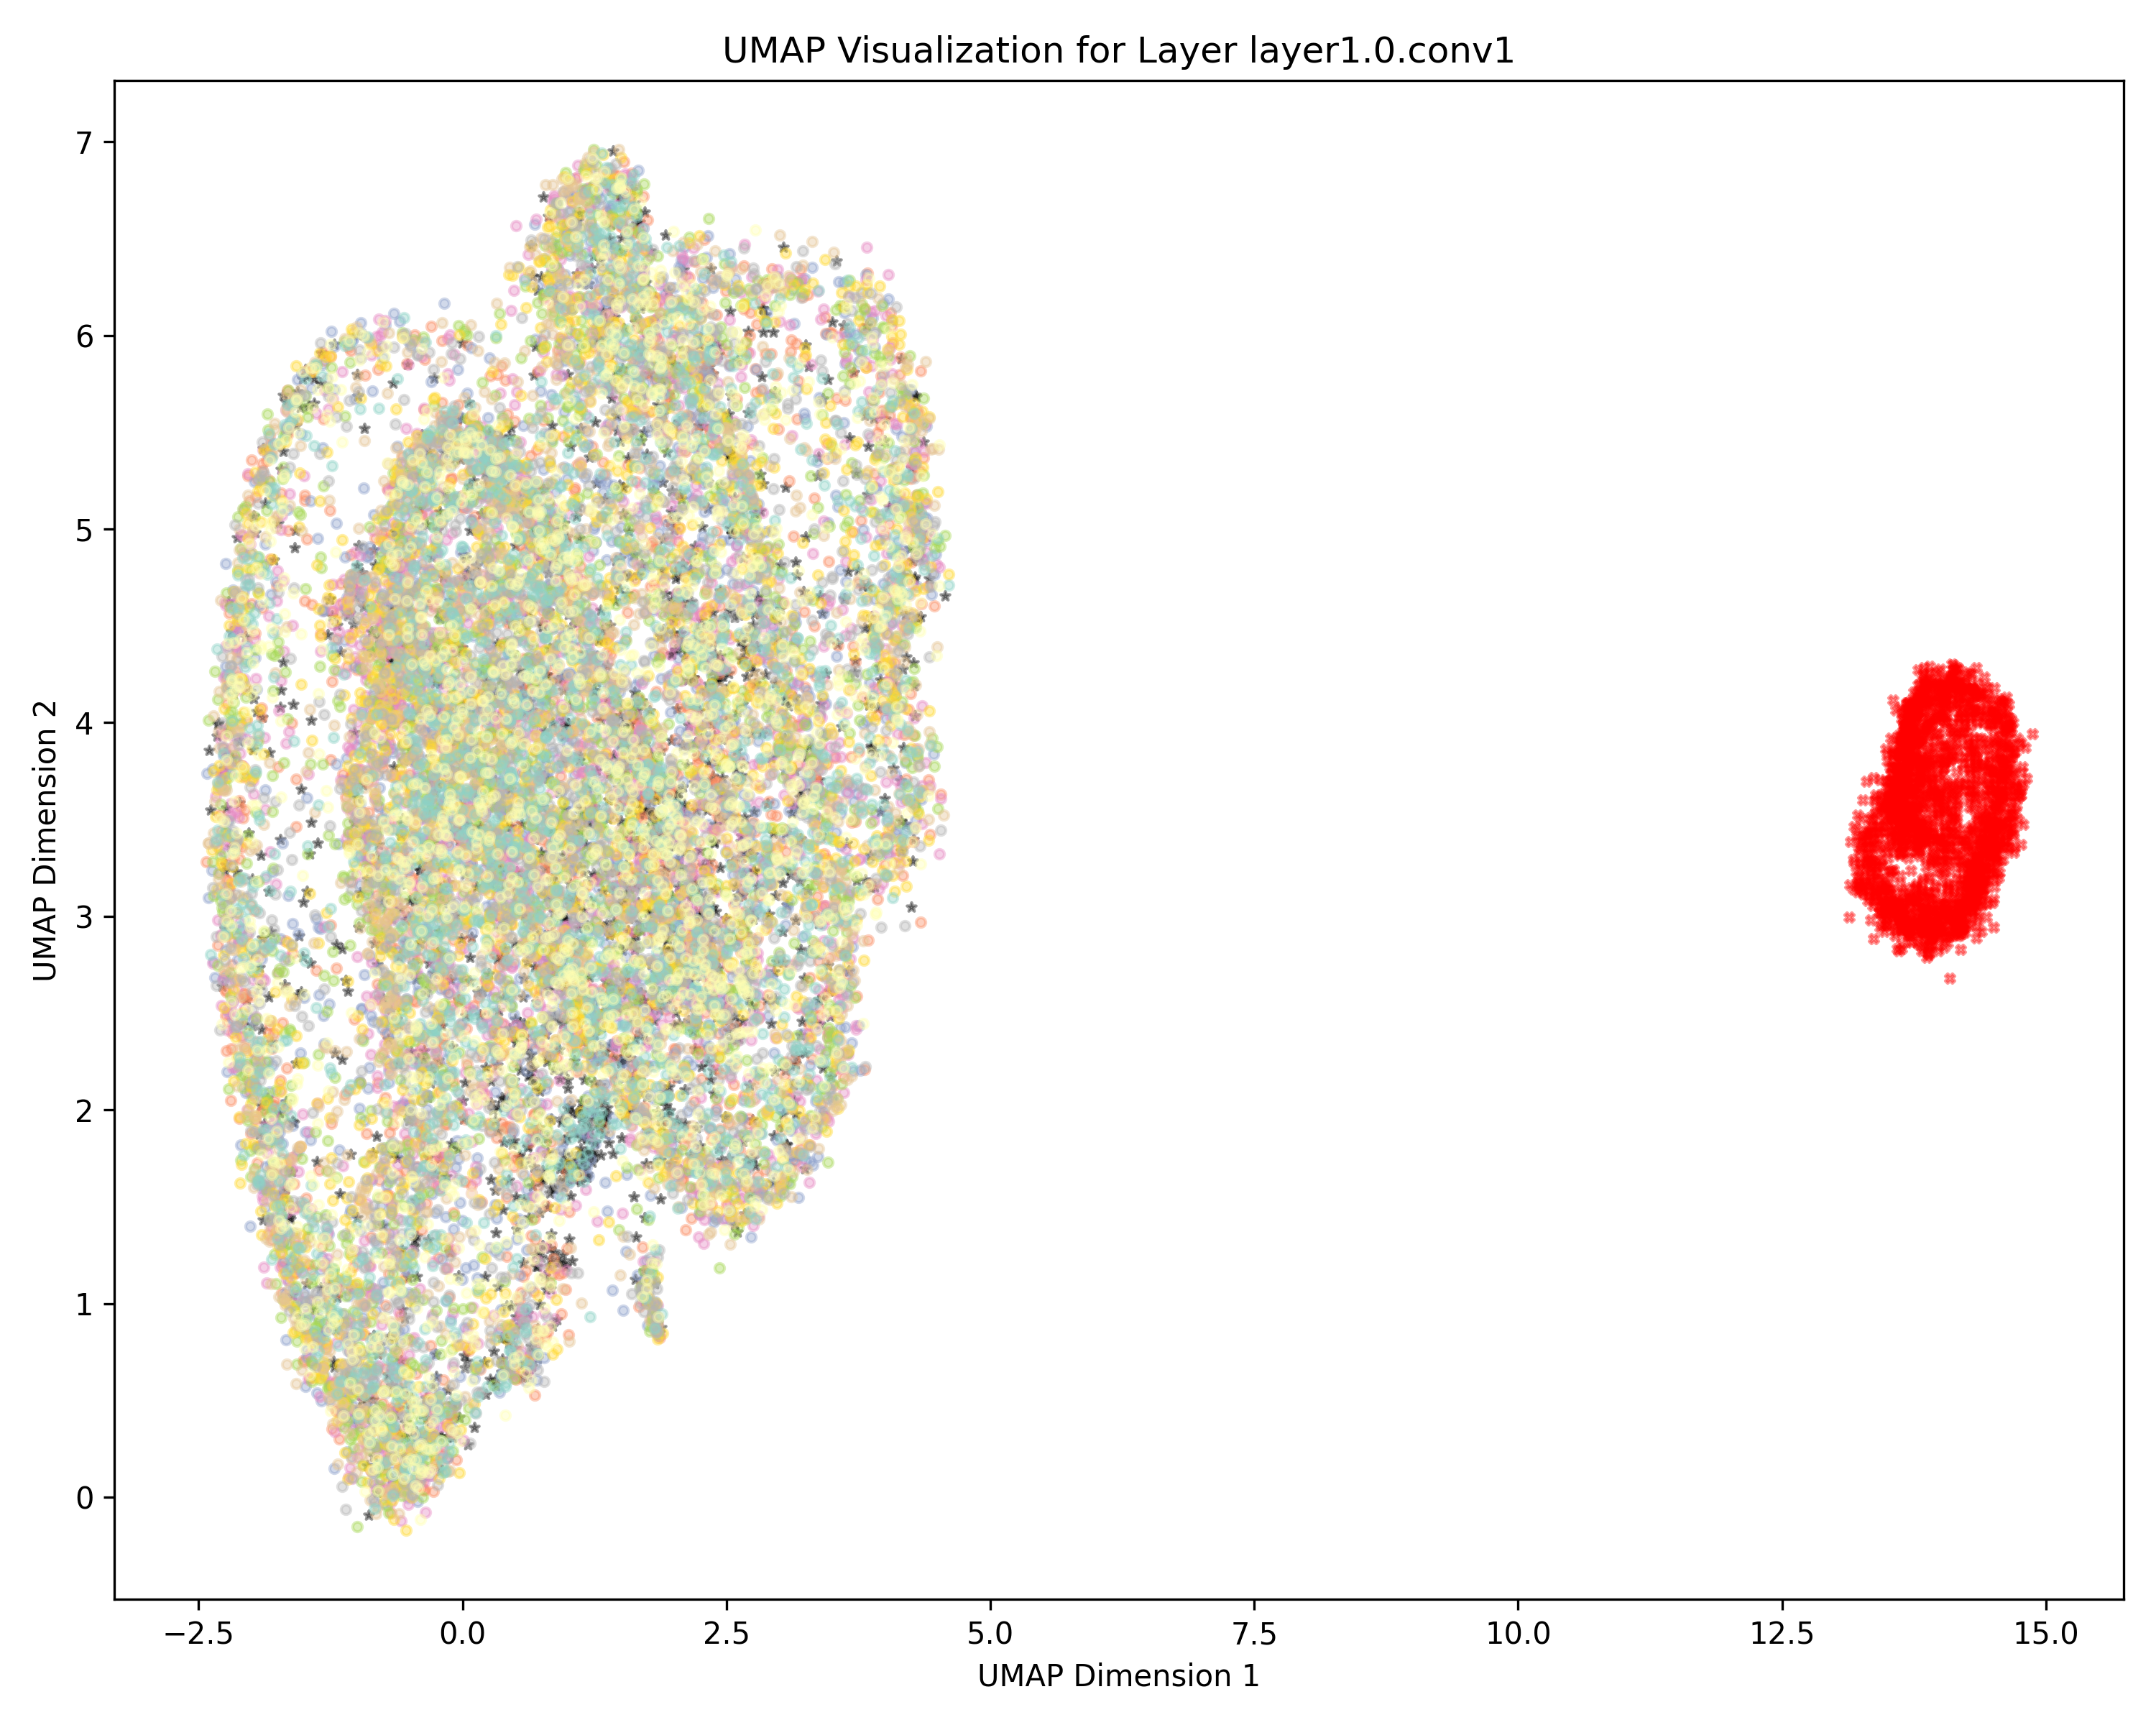 UMAP Visualization for Layer layer1.0.conv1
7
6
5
4
3
2
1
0
UMAP Dimension 2
−2.5 0.0 2.5 5.0 7.5 10.0 12.5 15.0
UMAP Dimension 1